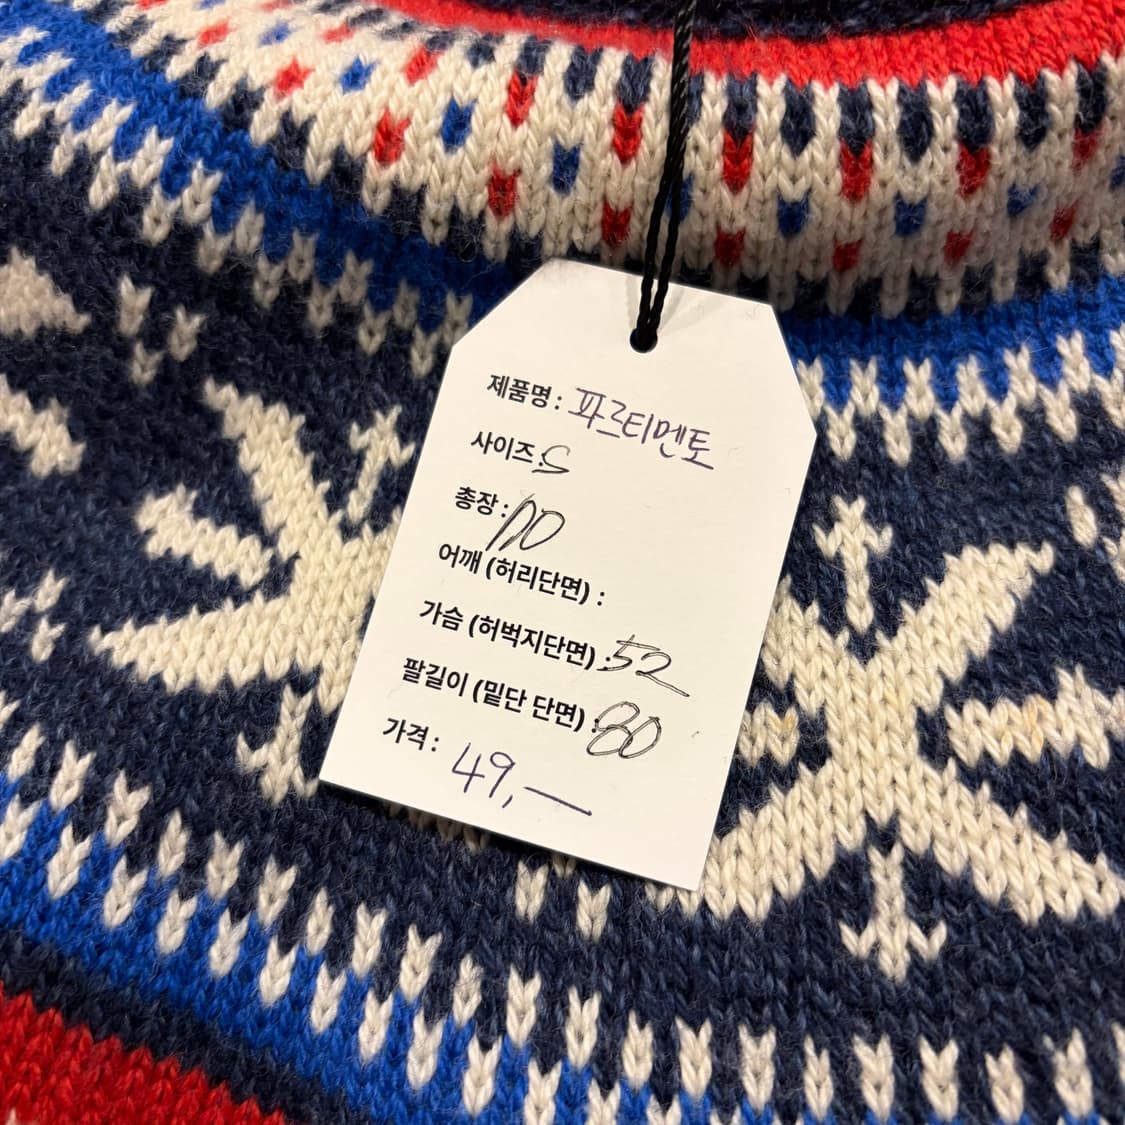 제품명 : 파르티멘토
사이즈 : S
총장 :
어깨 (허리단면) :
가슴 (허벅지단면) : 52
팔길이 (밑단 단면) : 80
가격 : 49,—